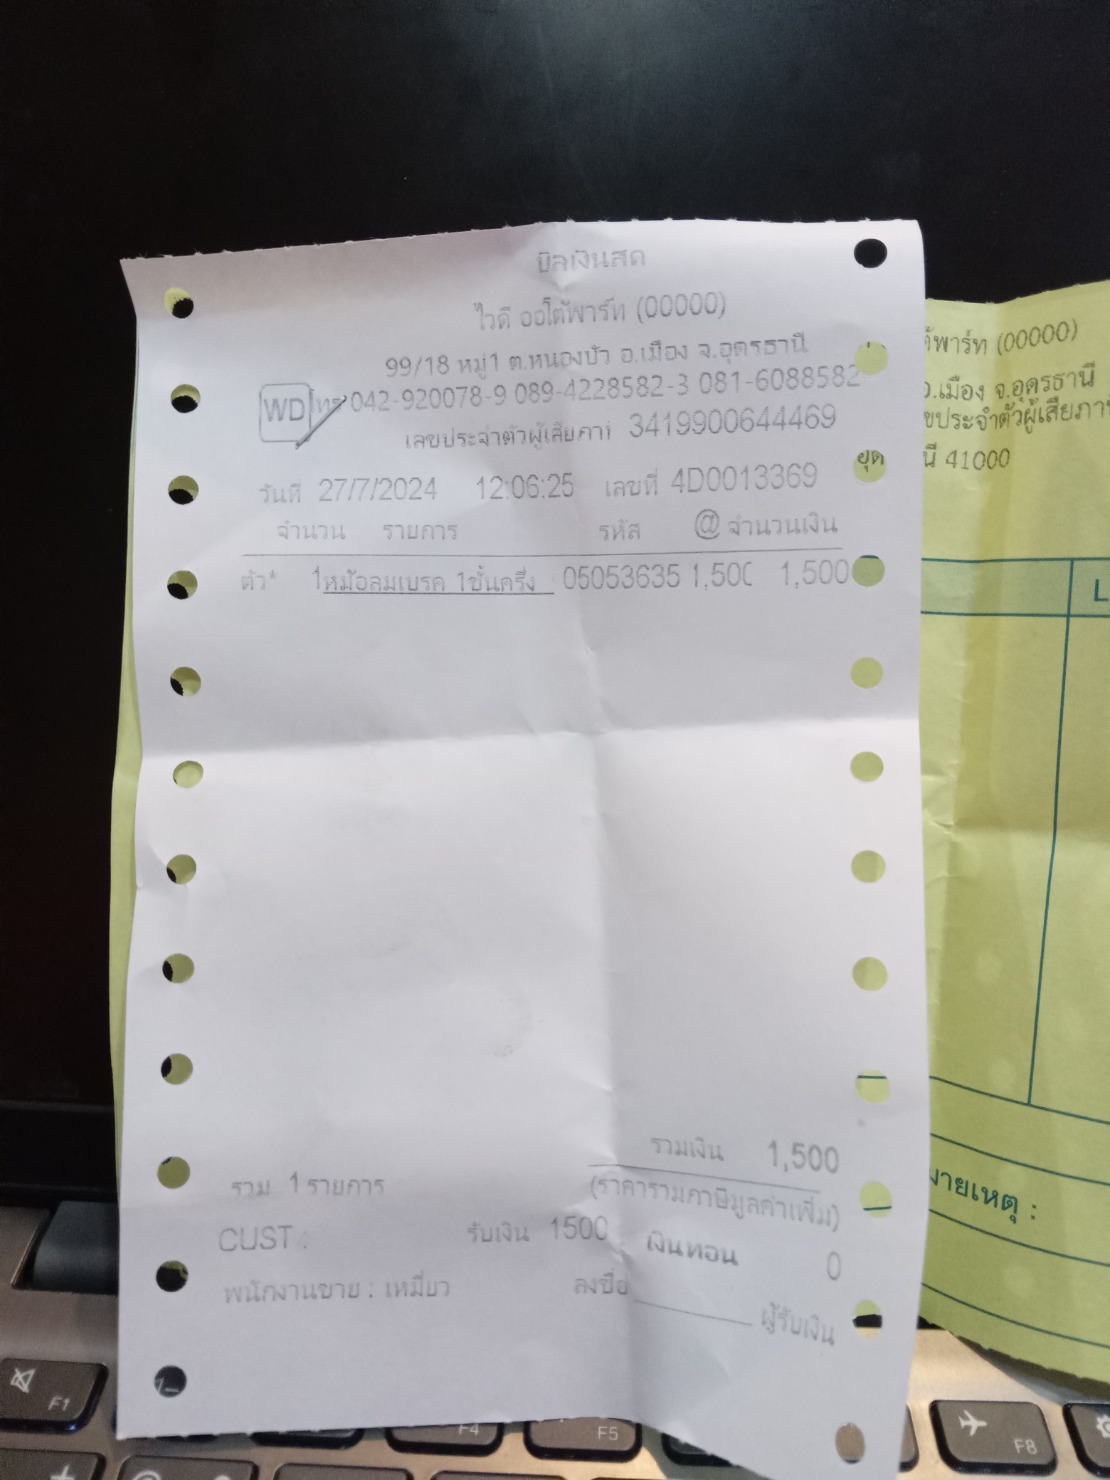 บิลเงินสด
ไวดี ออโต้พาร์ท (00000)
99/18 หมู่1 ต.หนองบัว อ.เมือง จ.อุดรธานี
WD โทร 042-920078-9 089-4228582-3 081-6088582
เลขประจำตัวผู้เสียภาษี 3419900644469
วันที่ 27/7/2024 12:06:25 เลขที่ 4D0013369
จำนวน รายการ รหัส @ จำนวนเงิน
ตัว* 1หม้อลมเบรค 1ชั้นครึ่ง 05053635 1,500 1,500
รวมเงิน 1,500
รวม 1 รายการ (ราคารวมภาษีมูลค่าเพิ่ม)
CUST : รับเงิน 1500 เงินทอน 0
พนักงานขาย : เหมี่ยว ลงชื่อ ผู้รับเงิน
ต้พาร์ท (00000)
อ.เมือง จ.อุดรธานี
ขประจำตัวผู้เสียภา
ยุด นี 41000
L
มายเหตุ :
F1
F4
F5
F8